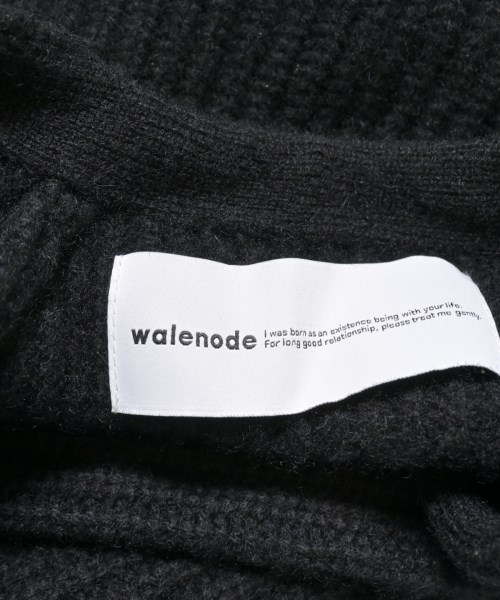 walenode
I was born as an existence being with your life.
For long good relationship, please treat me gently.